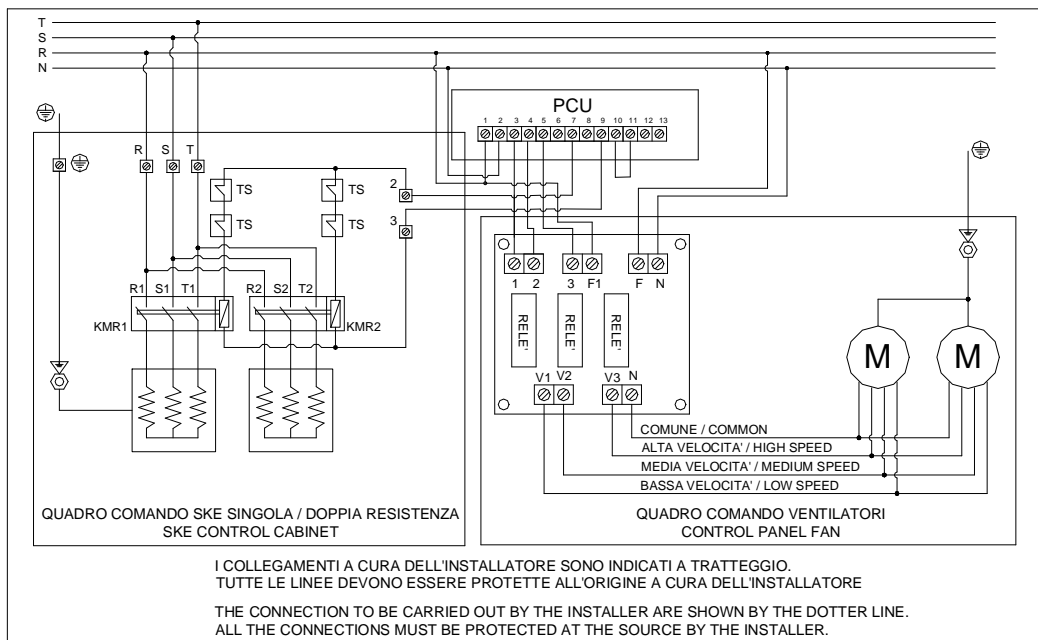 T
S
R
N
PCU
1 2 3 4 5 6 7 8 9 10 11 12 13
R S T
TS TS 2
TS TS 3
1 2 3 F1 F N
R1 S1 T1 R2 S2 T2
KMR1 KMR2
RELE' RELE' RELE'
M M
V1 V2 V3 N
COMUNE / COMMON
ALTA VELOCITA' / HIGH SPEED
MEDIA VELOCITA' / MEDIUM SPEED
BASSA VELOCITA' / LOW SPEED
QUADRO COMANDO SKE SINGOLA / DOPPIA RESISTENZA
SKE CONTROL CABINET
QUADRO COMANDO VENTILATORI
CONTROL PANEL FAN
I COLLEGAMENTI A CURA DELL'INSTALLATORE SONO INDICATI A TRATTEGGIO.
TUTTE LE LINEE DEVONO ESSERE PROTETTE ALL'ORIGINE A CURA DELL'INSTALLATORE
THE CONNECTION TO BE CARRIED OUT BY THE INSTALLER ARE SHOWN BY THE DOTTER LINE.
ALL THE CONNECTIONS MUST BE PROTECTED AT THE SOURCE BY THE INSTALLER.